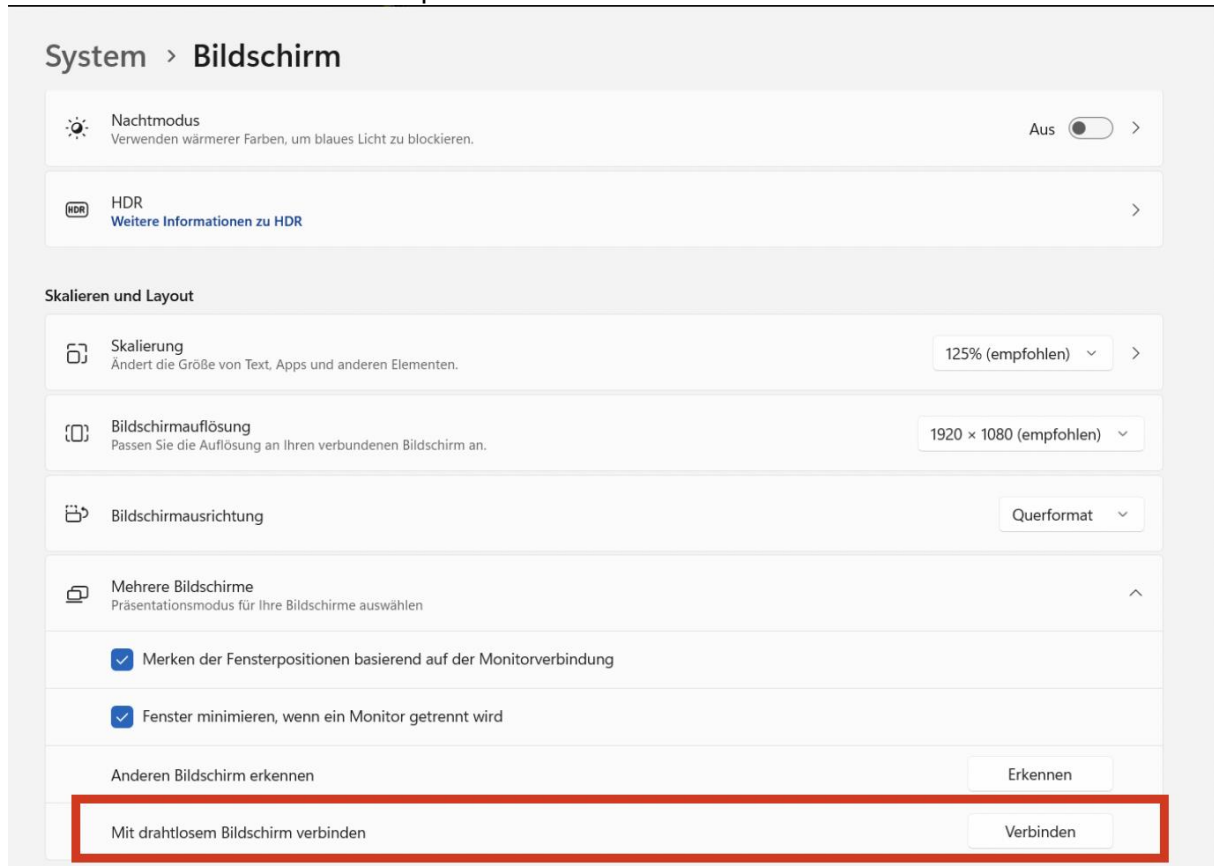 System > Bildschirm
Nachtmodus
Verwenden wärmerer Farben, um blaues Licht zu blockieren.
Aus
HDR
HDR
Weitere Informationen zu HDR
Skalieren und Layout
Skalierung
Ändert die Größe von Text, Apps und anderen Elementen.
125% (empfohlen)
Bildschirmauflösung
Passen Sie die Auflösung an Ihren verbundenen Bildschirm an.
1920 × 1080 (empfohlen)
Bildschirmausrichtung
Querformat
Mehrere Bildschirme
Präsentationsmodus für Ihre Bildschirme auswählen
Merken der Fensterpositionen basierend auf der Monitorverbindung
Fenster minimieren, wenn ein Monitor getrennt wird
Anderen Bildschirm erkennen
Erkennen
Mit drahtlosem Bildschirm verbinden
Verbinden